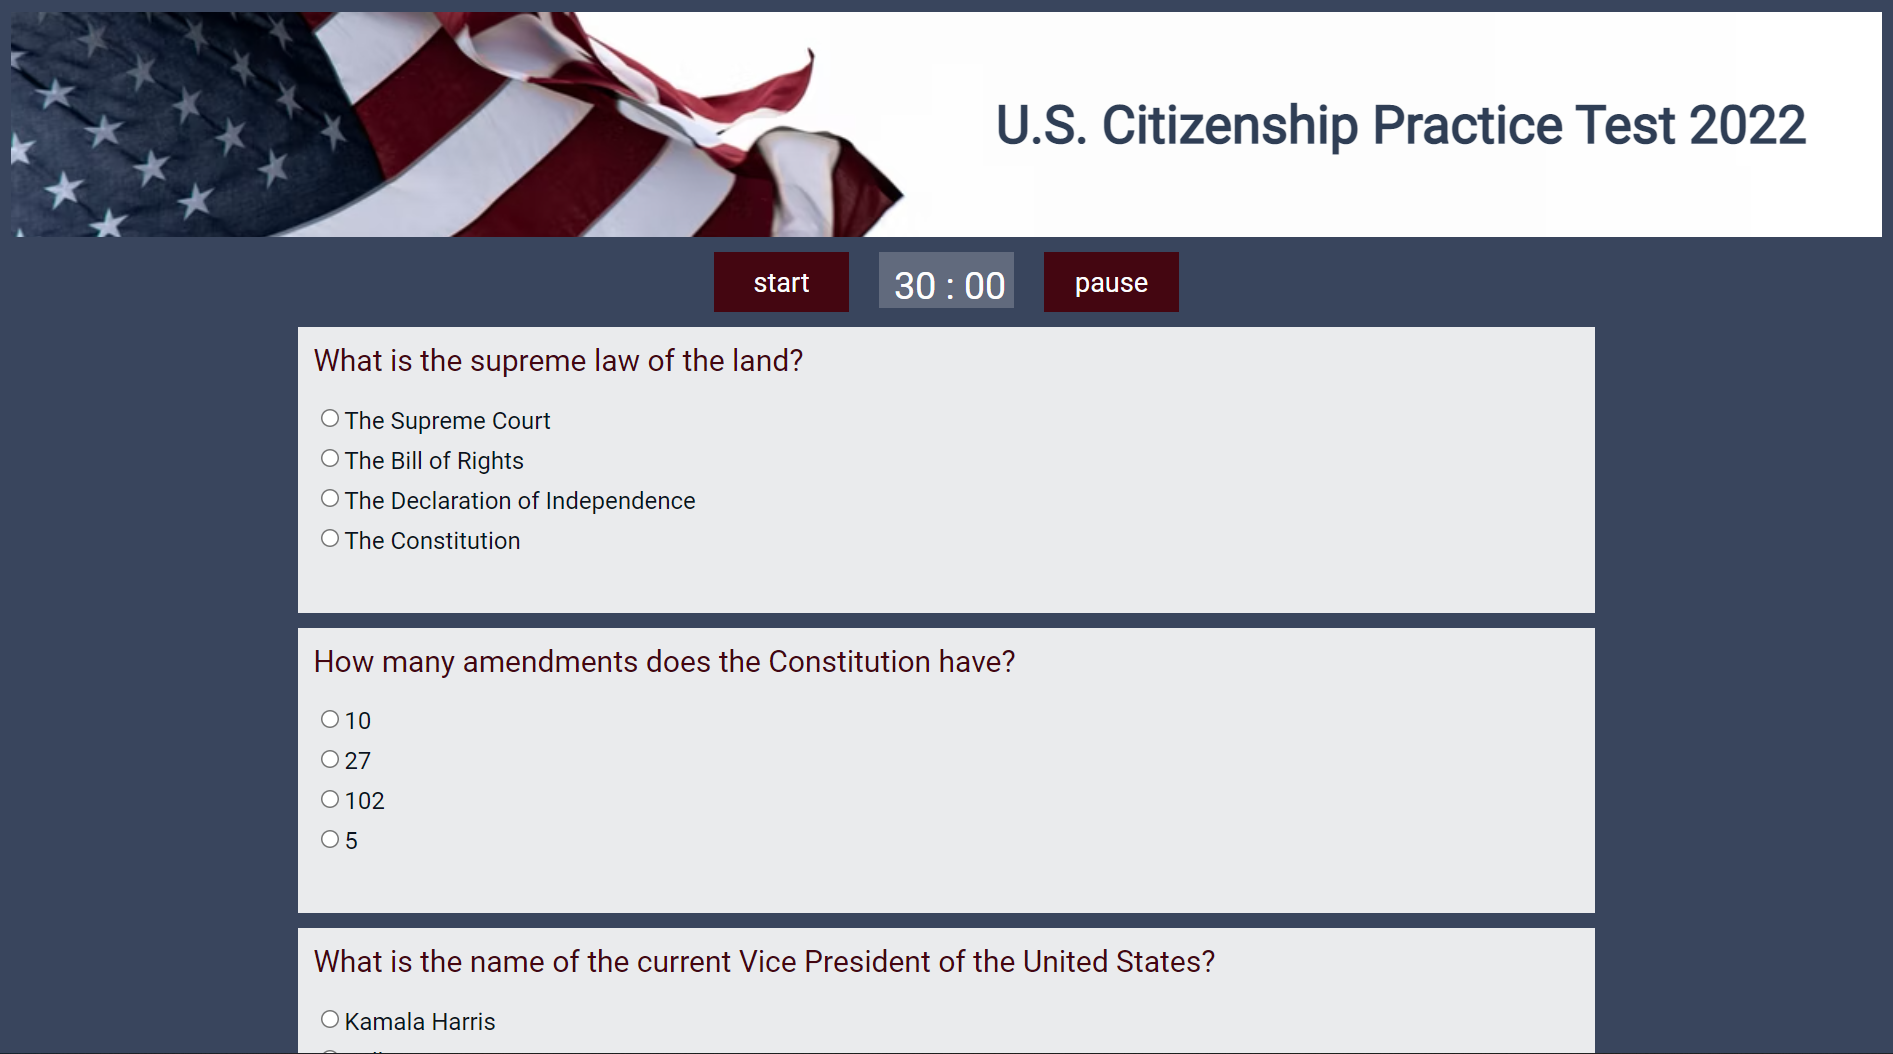 U.S. Citizenship Practice Test 2022
start 30 : 00 pause
What is the supreme law of the land?
The Supreme Court
The Bill of Rights
The Declaration of Independence
The Constitution
How many amendments does the Constitution have?
10
27
102
5
What is the name of the current Vice President of the United States?
Kamala Harris